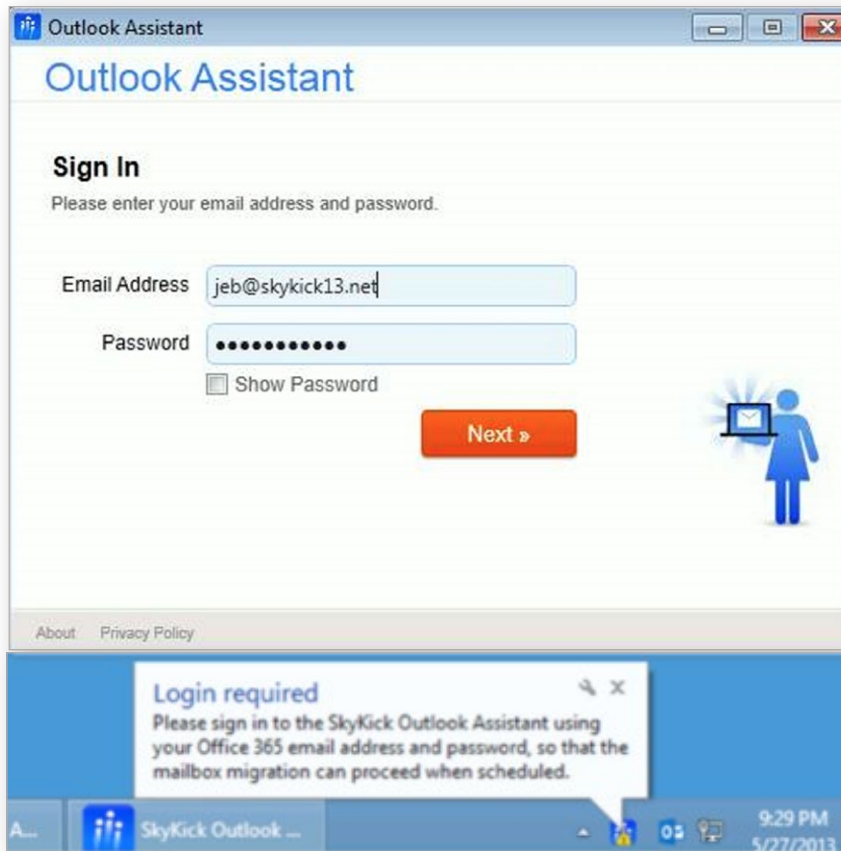 Outlook Assistant
Outlook Assistant
Sign In
Please enter your email address and password.
Email Address jeb@skykick13.net
Password •••••••••••
Show Password
Next »
About Privacy Policy
Login required
Please sign in to the SkyKick Outlook Assistant using
your Office 365 email address and password, so that the
mailbox migration can proceed when scheduled.
A... SkyKick Outlook ... 9:29 PM
5/27/2013